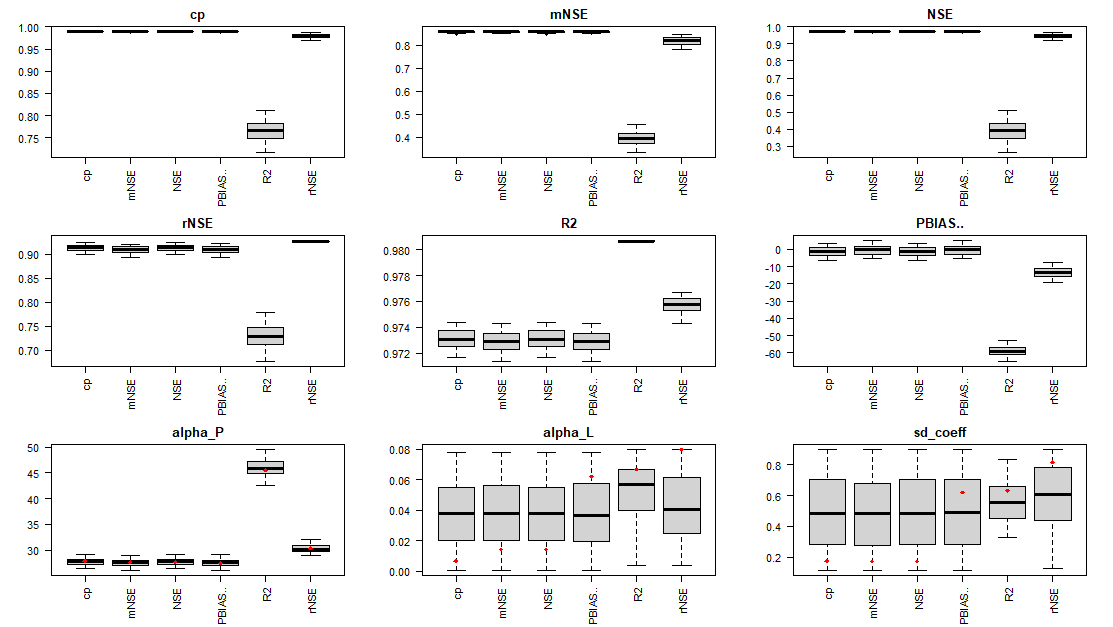 cp
1.00
0.95
0.90
0.85
0.80
0.75
cp
mNSE
NSE
PBIAS..
R2
rNSE
mNSE
0.8
0.7
0.6
0.5
0.4
cp
mNSE
NSE
PBIAS..
R2
rNSE
NSE
1.0
0.9
0.8
0.7
0.6
0.5
0.4
0.3
cp
mNSE
NSE
PBIAS..
R2
rNSE
rNSE
0.90
0.85
0.80
0.75
0.70
cp
mNSE
NSE
PBIAS..
R2
rNSE
R2
0.980
0.978
0.976
0.974
0.972
cp
mNSE
NSE
PBIAS..
R2
rNSE
PBIAS..
0
-10
-20
-30
-40
-50
-60
cp
mNSE
NSE
PBIAS..
R2
rNSE
alpha_P
50
45
40
35
30
cp
mNSE
NSE
PBIAS..
R2
rNSE
alpha_L
0.08
0.06
0.04
0.02
0.00
cp
mNSE
NSE
PBIAS..
R2
rNSE
sd_coeff
0.8
0.6
0.4
0.2
cp
mNSE
NSE
PBIAS..
R2
rNSE